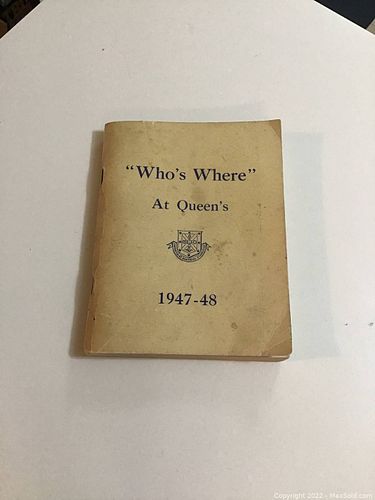 "Who's Where"
At Queen's
1947-48
Copyright 2022 - MaxSold.com